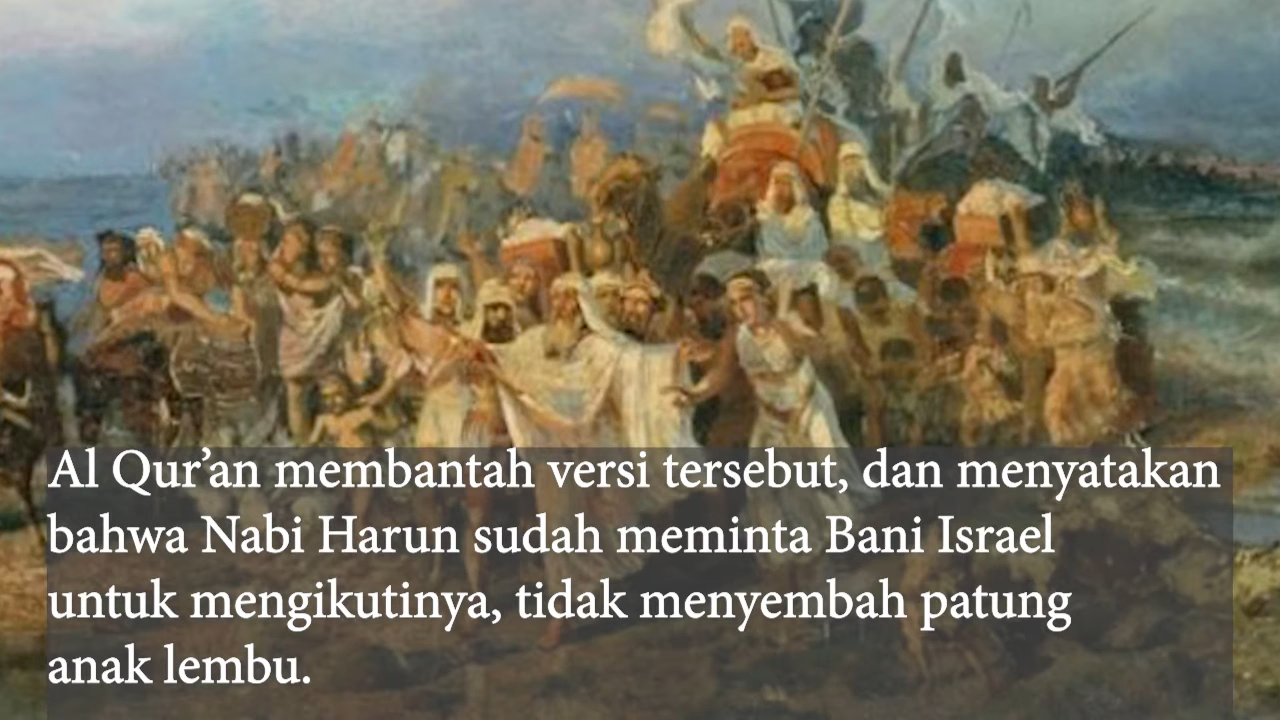 Al Qur’an membantah versi tersebut, dan menyatakan
bahwa Nabi Harun sudah meminta Bani Israel
untuk mengikutinya, tidak menyembah patung
anak lembu.